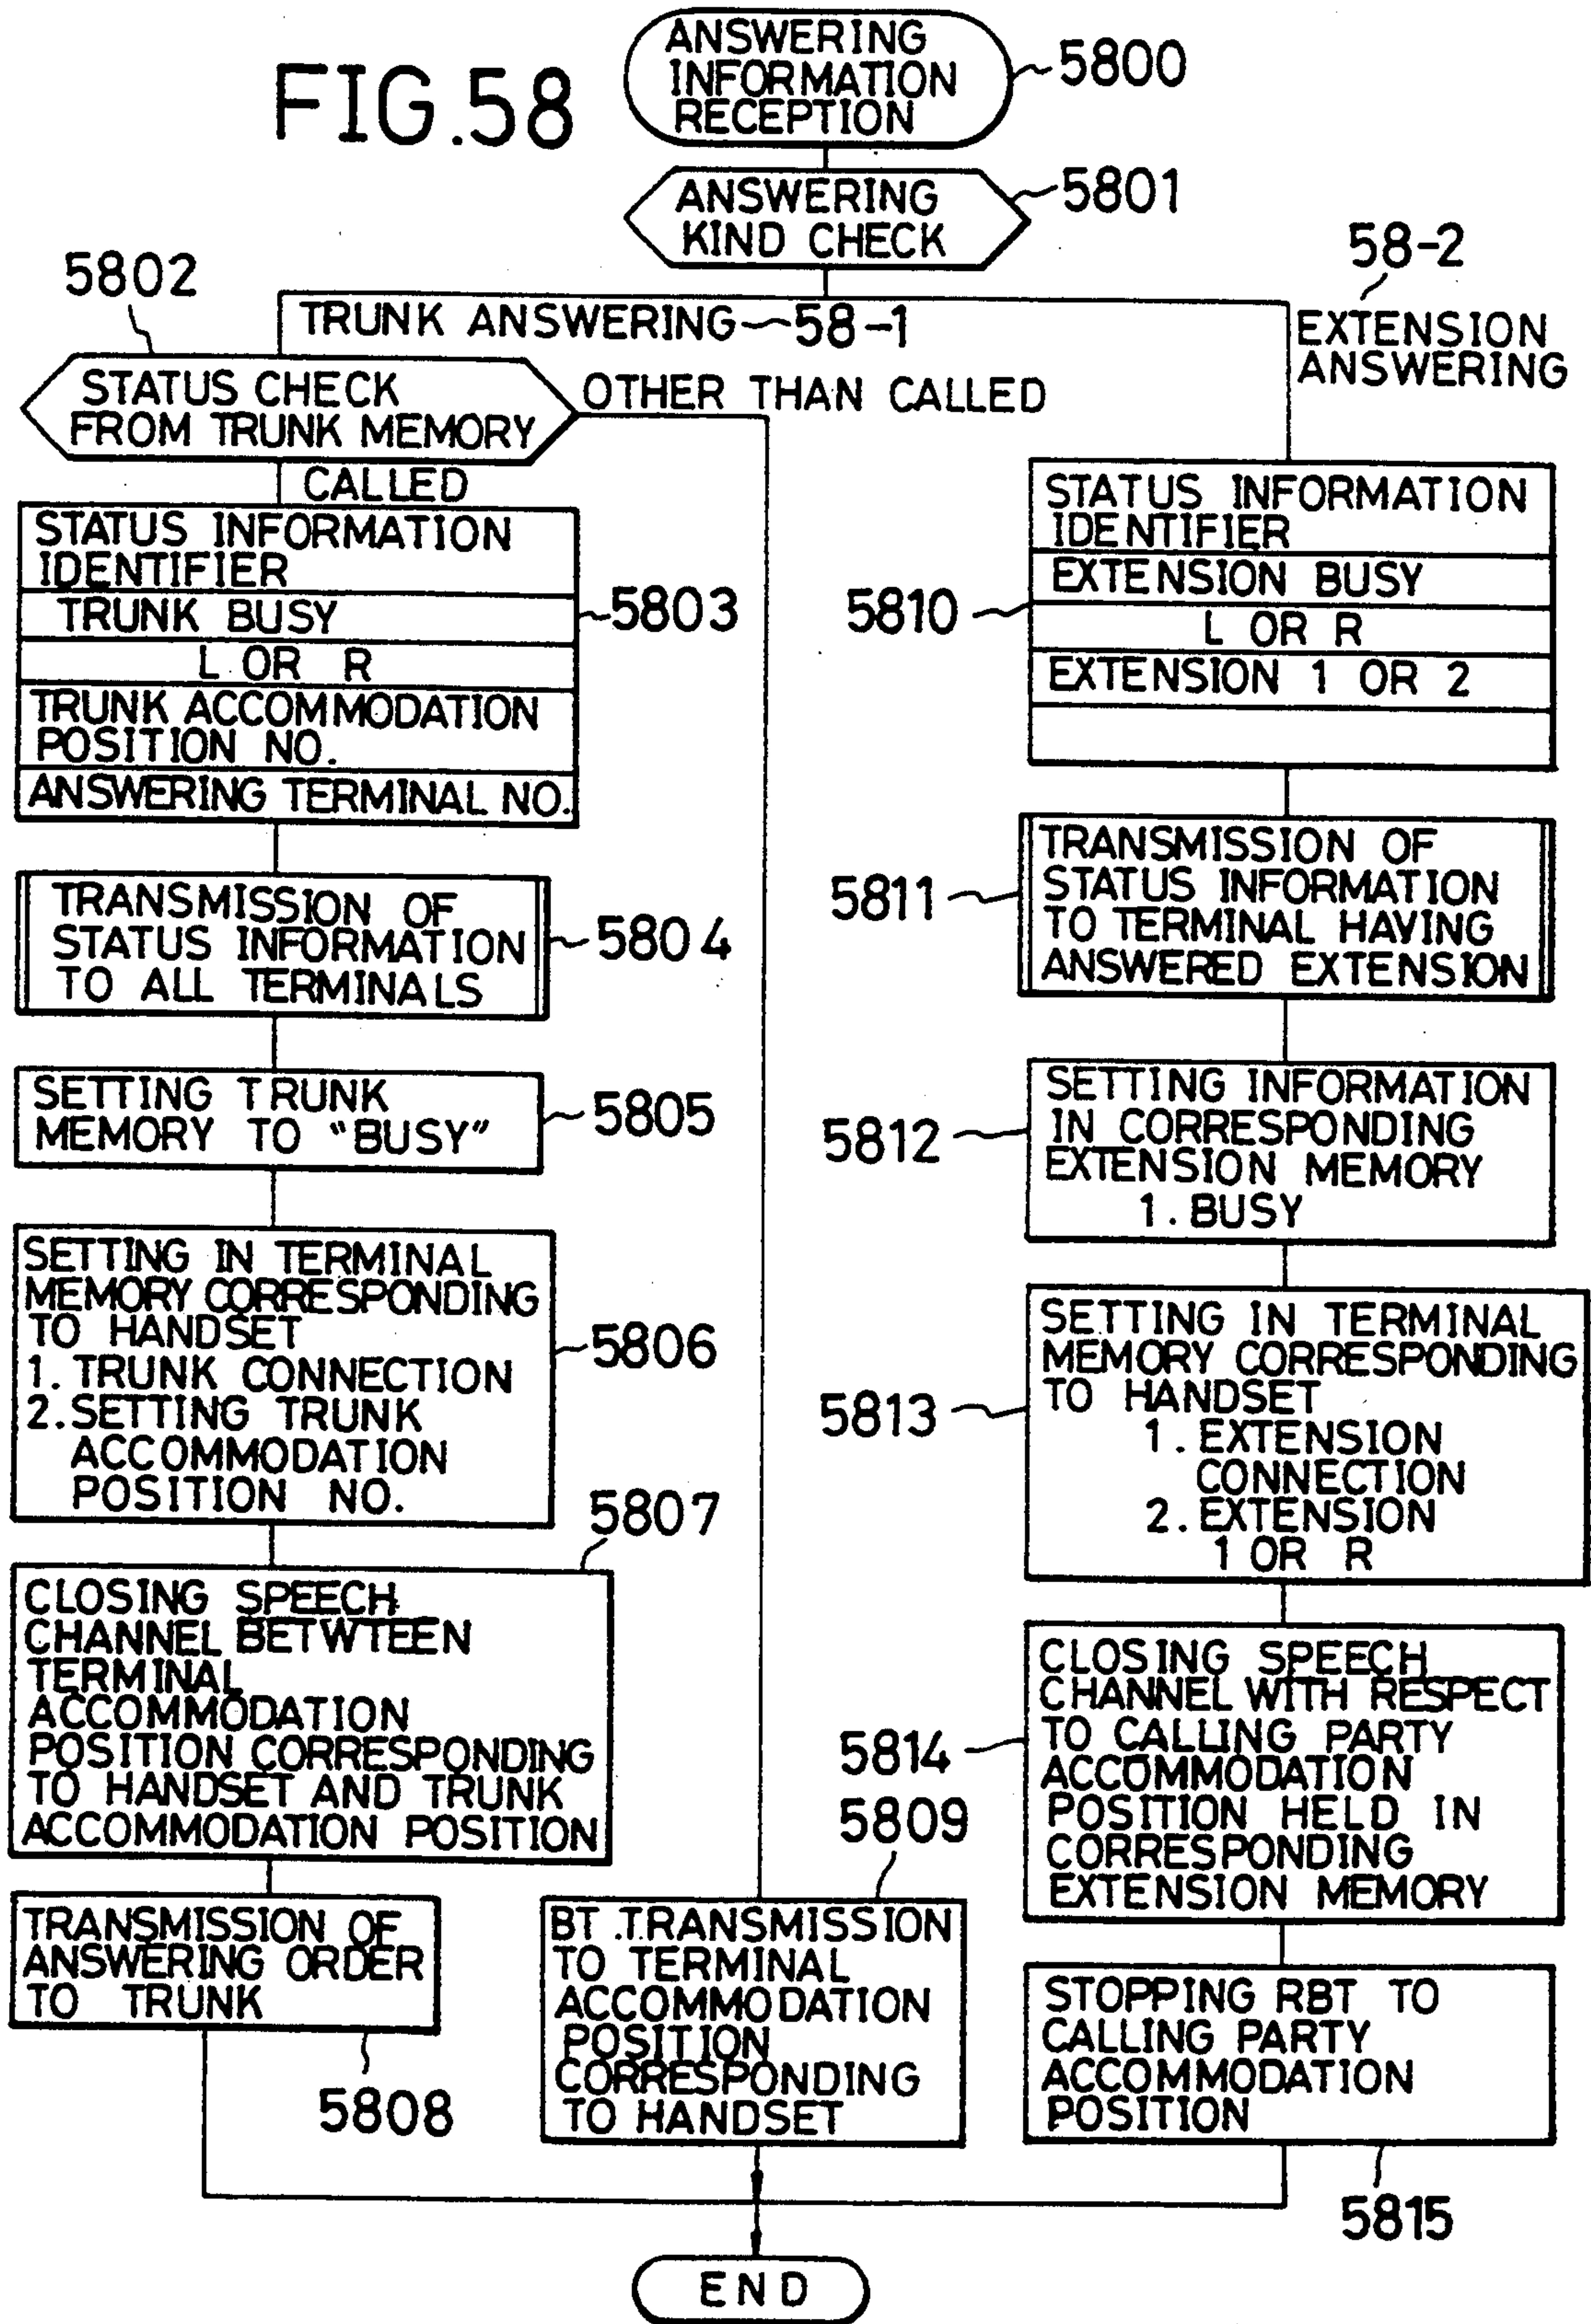 FIG.58
ANSWERING
INFORMATION
RECEPTION
5800
ANSWERING
KIND CHECK
5801
5802
TRUNK ANSWERING
58-1
58-2
EXTENSION
ANSWERING
STATUS CHECK
FROM TRUNK MEMORY
OTHER THAN CALLED
CALLED
STATUS INFORMATION
IDENTIFIER
TRUNK BUSY
L OR R
TRUNK ACCOMMODATION
POSITION NO.
ANSWERING TERMINAL NO.
5803
TRANSMISSION OF
STATUS INFORMATION
TO ALL TERMINALS
5804
SETTING TRUNK
MEMORY TO "BUSY"
5805
SETTING IN TERMINAL
MEMORY CORRESPONDING
TO HANDSET
1. TRUNK CONNECTION
2. SETTING TRUNK
ACCOMMODATION
POSITION NO.
5806
5807
CLOSING SPEECH
CHANNEL BETWTEEN
TERMINAL
ACCOMMODATION
POSITION CORRESPONDING
TO HANDSET AND TRUNK
ACCOMMODATION POSITION
TRANSMISSION OF
ANSWERING ORDER
TO TRUNK
5808
5809
BT TRANSMISSION
TO TERMINAL
ACCOMMODATION
POSITION
CORRESPONDING
TO HANDSET
STATUS INFORMATION
IDENTIFIER
EXTENSION BUSY
L OR R
EXTENSION 1 OR 2
5810
TRANSMISSION OF
STATUS INFORMATION
TO TERMINAL HAVING
ANSWERED EXTENSION
5811
SETTING INFORMATION
IN CORRESPONDING
EXTENSION MEMORY
1. BUSY
5812
SETTING IN TERMINAL
MEMORY CORRESPONDING
TO HANDSET
1. EXTENSION
CONNECTION
2. EXTENSION
1 OR R
5813
CLOSING SPEECH
CHANNEL WITH RESPECT
TO CALLING PARTY
ACCOMMODATION
POSITION HELD IN
CORRESPONDING
EXTENSION MEMORY
5814
STOPPING RBT TO
CALLING PARTY
ACCOMMODATION
POSITION
5815
END